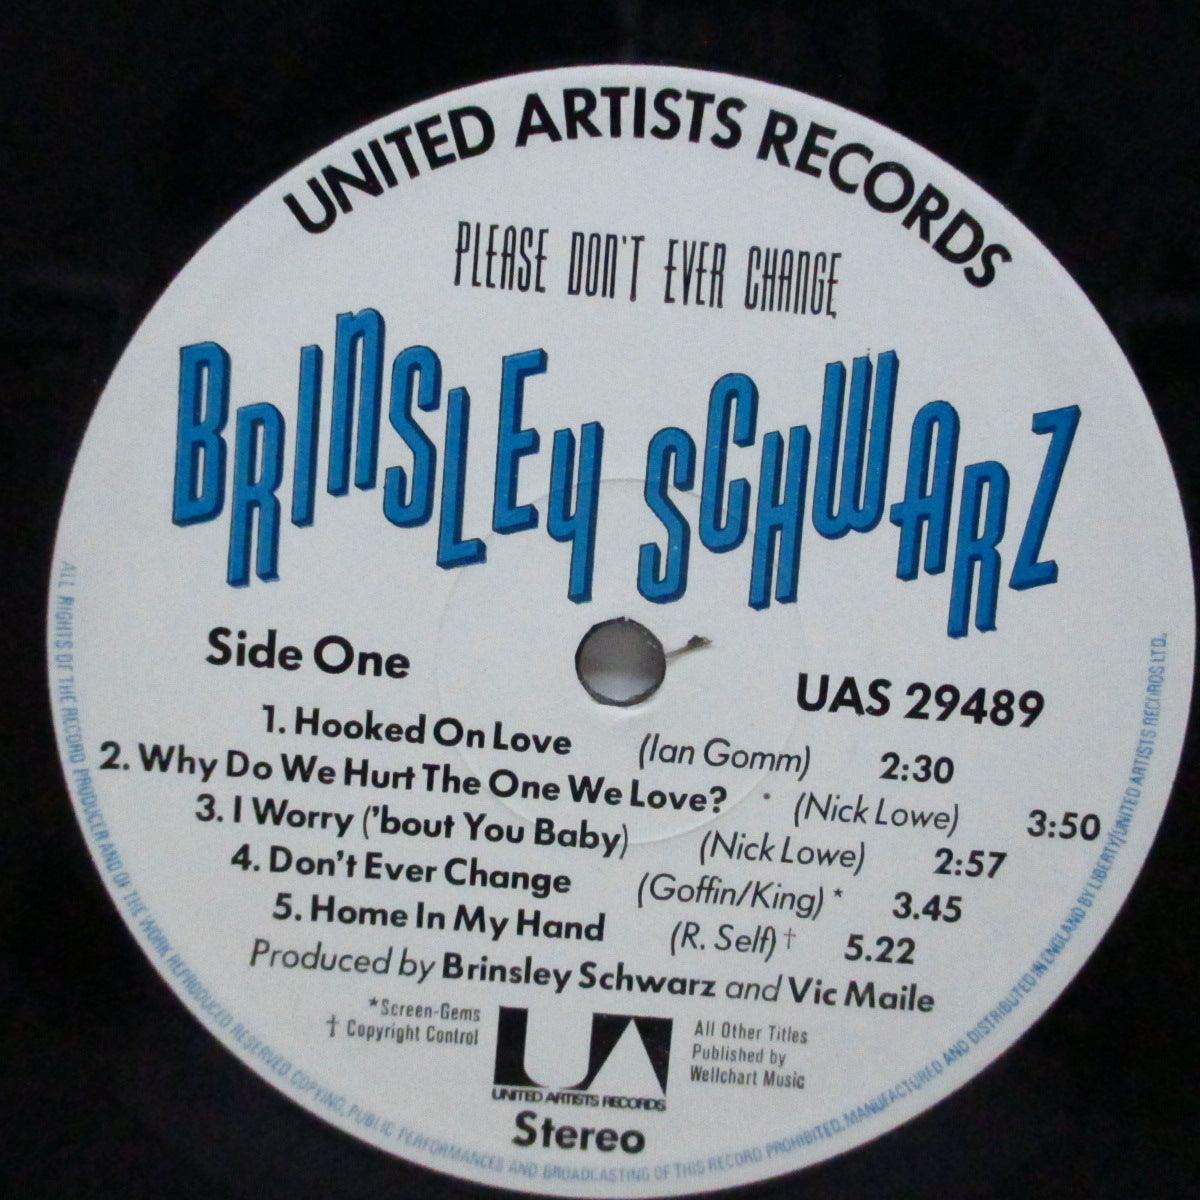 UNITED ARTISTS RECORDS
PLEASE DON'T EVER CHANGE
BRINSLEY SCHWARZ
Side One
UAS 29489
1. Hooked On Love (Ian Gomm) 2:30
2. Why Do We Hurt The One We Love? (Nick Lowe) 3:50
3. I Worry ('bout You Baby) (Nick Lowe) 2:57
4. Don't Ever Change (Goffin/King) * 3.45
5. Home In My Hand (R. Self) † 5.22
Produced by Brinsley Schwarz and Vic Maile
*Screen-Gems
† Copyright Control
UA
UNITED ARTISTS RECORDS
All Other Titles
Published by
Wellchart Music
Stereo
ALL RIGHTS OF THE RECORD PRODUCER AND OF THE WORK REPRODUCED RESERVED. COPYING, PUBLIC PERFORMANCES AND BROADCASTING OF THIS RECORD PROHIBITED. MANUFACTURED AND DISTRIBUTED IN ENGLAND BY LIBERTY/UNITED ARTISTS RECORDS LTD.